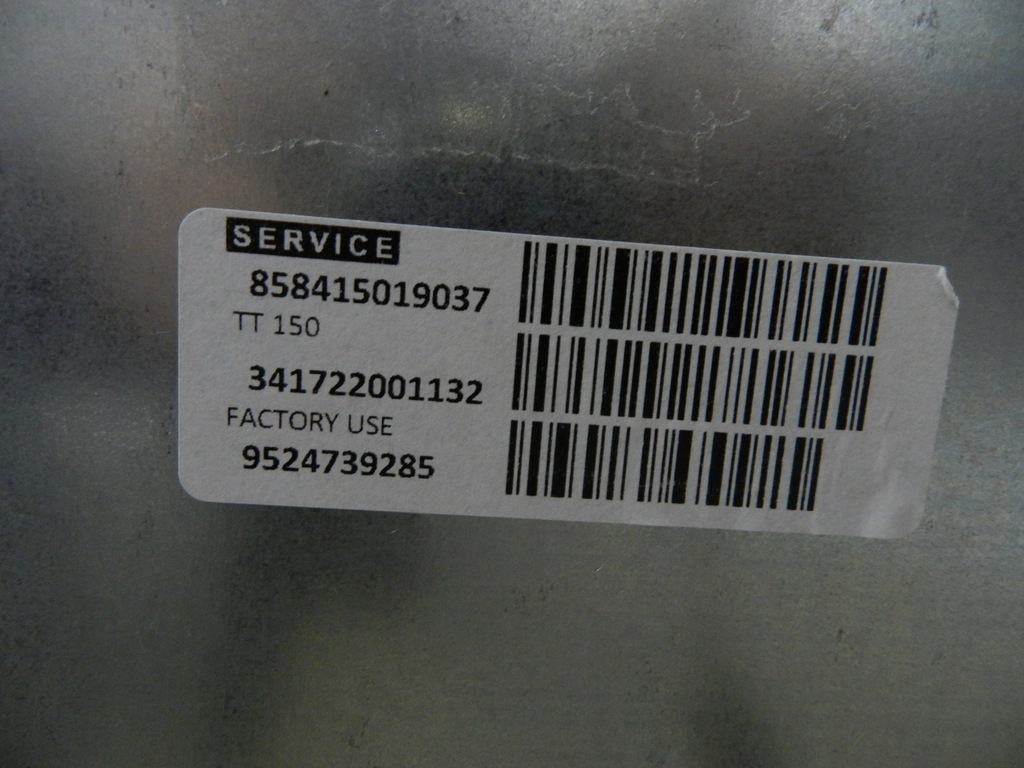 SERVICE
858415019037
TT 150
341722001132
FACTORY USE
9524739285